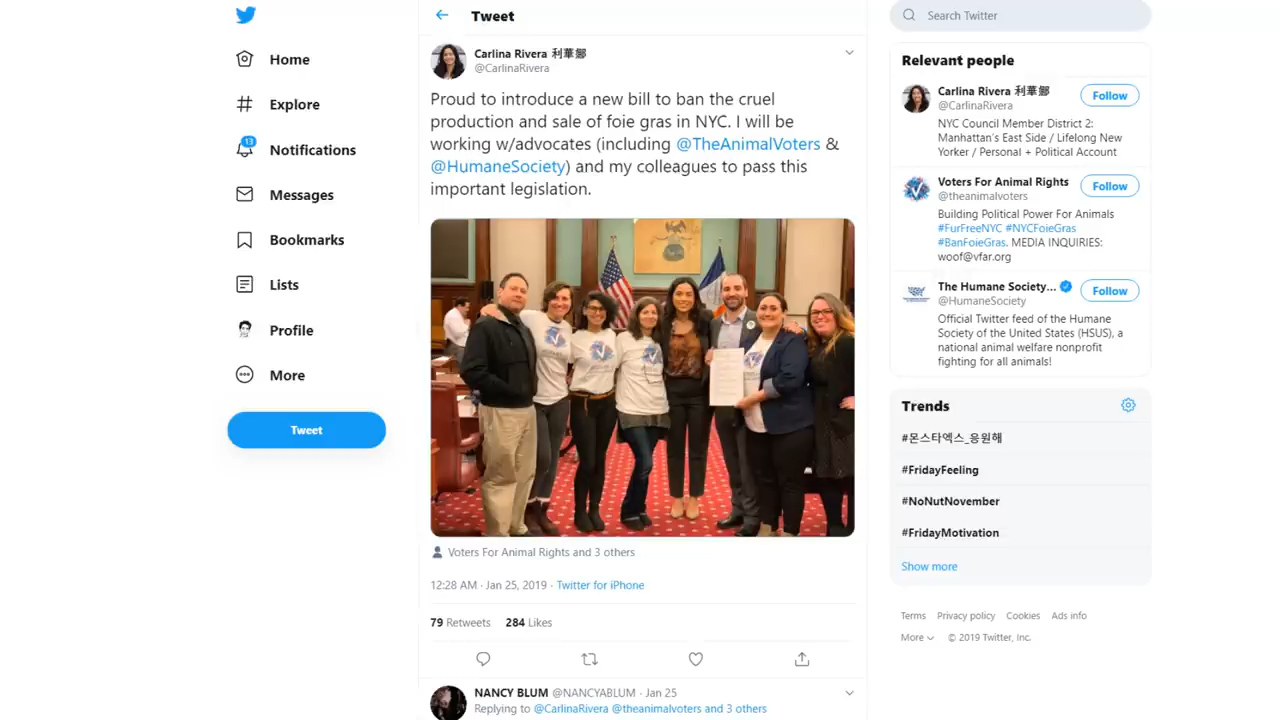 Home
Explore
13
Notifications
Messages
Bookmarks
Lists
Profile
More
Tweet
Tweet
Carlina Rivera 利華娜
@CarlinaRivera
Proud to introduce a new bill to ban the cruel
production and sale of foie gras in NYC. I will be
working w/advocates (including @TheAnimalVoters &
@HumaneSociety) and my colleagues to pass this
important legislation.
Voters For Animal Rights and 3 others
12:28 AM · Jan 25, 2019 · Twitter for iPhone
79 Retweets 284 Likes
NANCY BLUM @NANCYABLUM · Jan 25
Replying to @CarlinaRivera @theanimalvoters and 3 others
Search Twitter
Relevant people
Carlina Rivera 利華娜
@CarlinaRivera
Follow
NYC Council Member District 2:
Manhattan's East Side / Lifelong New
Yorker / Personal + Political Account
Voters For Animal Rights
@theanimalvoters
Follow
Building Political Power For Animals
#FurFreeNYC #NYCFoieGras
#BanFoieGras. MEDIA INQUIRIES:
woof@vfar.org
The Humane Society...
@HumaneSociety
Follow
Official Twitter feed of the Humane
Society of the United States (HSUS), a
national animal welfare nonprofit
fighting for all animals!
Trends
#몬스타엑스_응원해
#FridayFeeling
#NoNutNovember
#FridayMotivation
Show more
Terms Privacy policy Cookies Ads info
More © 2019 Twitter, Inc.